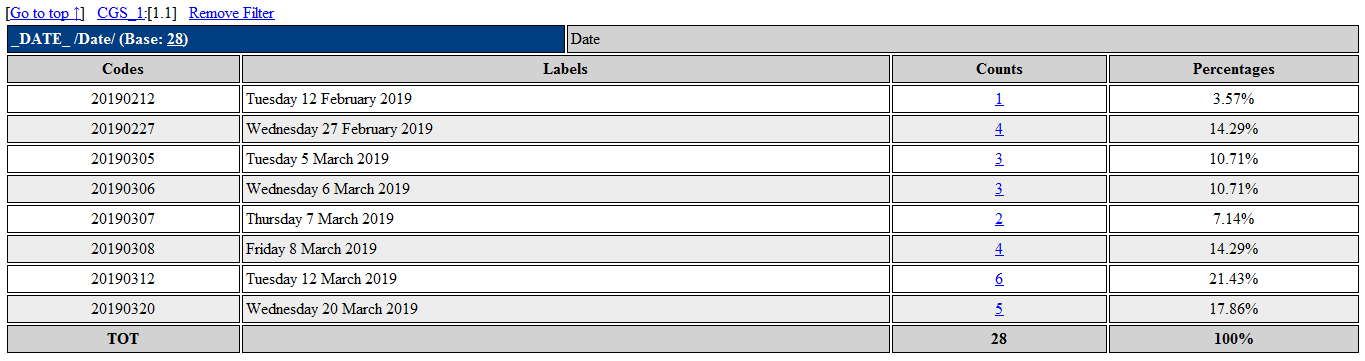 [Go to top ↑] CGS_1:[1.1] Remove Filter
_DATE_ /Date/ (Base: 28) Date
Codes Labels Counts Percentages
20190212 Tuesday 12 February 2019 1 3.57%
20190227 Wednesday 27 February 2019 4 14.29%
20190305 Tuesday 5 March 2019 3 10.71%
20190306 Wednesday 6 March 2019 3 10.71%
20190307 Thursday 7 March 2019 2 7.14%
20190308 Friday 8 March 2019 4 14.29%
20190312 Tuesday 12 March 2019 6 21.43%
20190320 Wednesday 20 March 2019 5 17.86%
TOT 28 100%